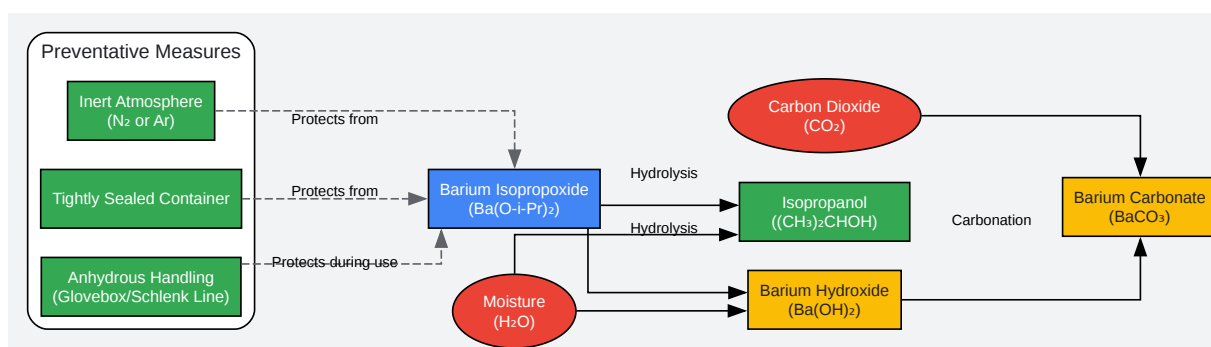 Preventative Measures
Inert Atmosphere
(N₂ or Ar)
Protects from
Tightly Sealed Container
Protects from
Anhydrous Handling
(Glovebox/Schlenk Line)
Protects during use
Barium Isopropoxide
(Ba(O-i-Pr)₂)
Moisture
(H₂O)
Hydrolysis
Hydrolysis
Carbon Dioxide
(CO₂)
Isopropanol
((CH₃)₂CHOH)
Barium Hydroxide
(Ba(OH)₂)
Carbonation
Barium Carbonate
(BaCO₃)